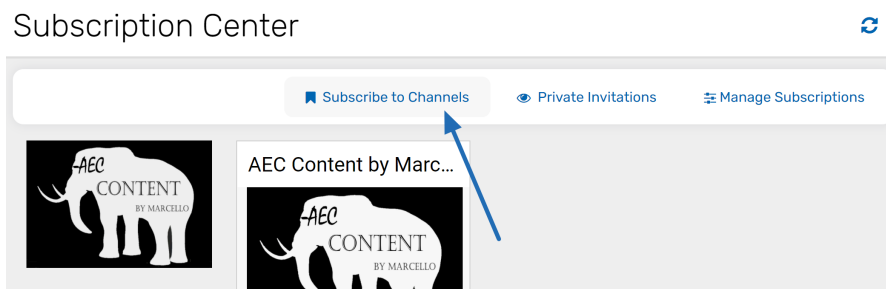 Subscription Center
Subscribe to Channels
Private Invitations
Manage Subscriptions
-AEC
CONTENT
BY MARCELLO
AEC Content by Marc...
-AEC
CONTENT
BY MARCELLO